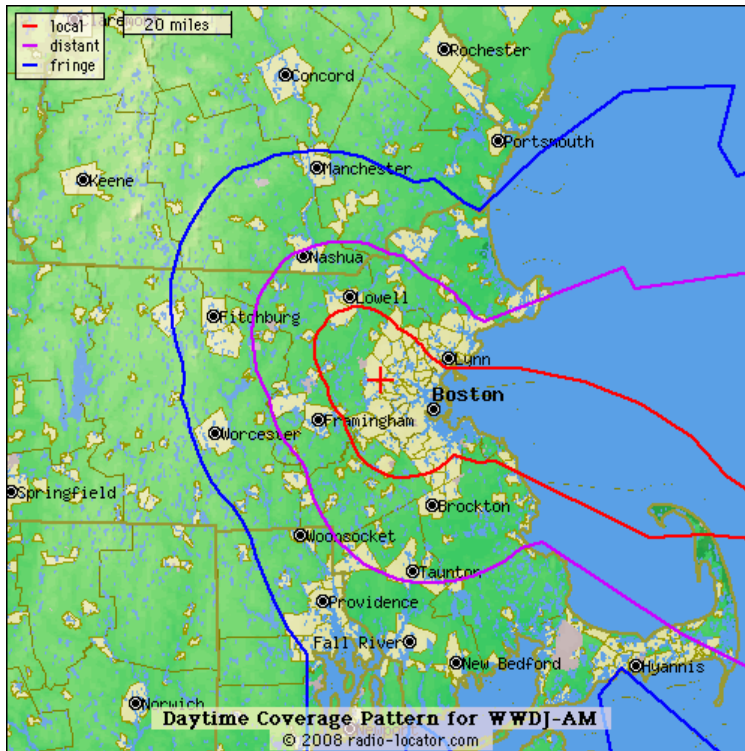 Claremont
local
distant
fringe
20 miles
Rochester
Concord
Portsmouth
Manchester
Keene
Nashua
Lowell
Fitchburg
Lynn
Boston
Framingham
Worcester
Springfield
Brockton
Woonsocket
Taunton
Providence
Fall River
New Bedford
Hyannis
Norwich
Newport
Daytime Coverage Pattern for WWDJ-AM
© 2008 radio-locator.com